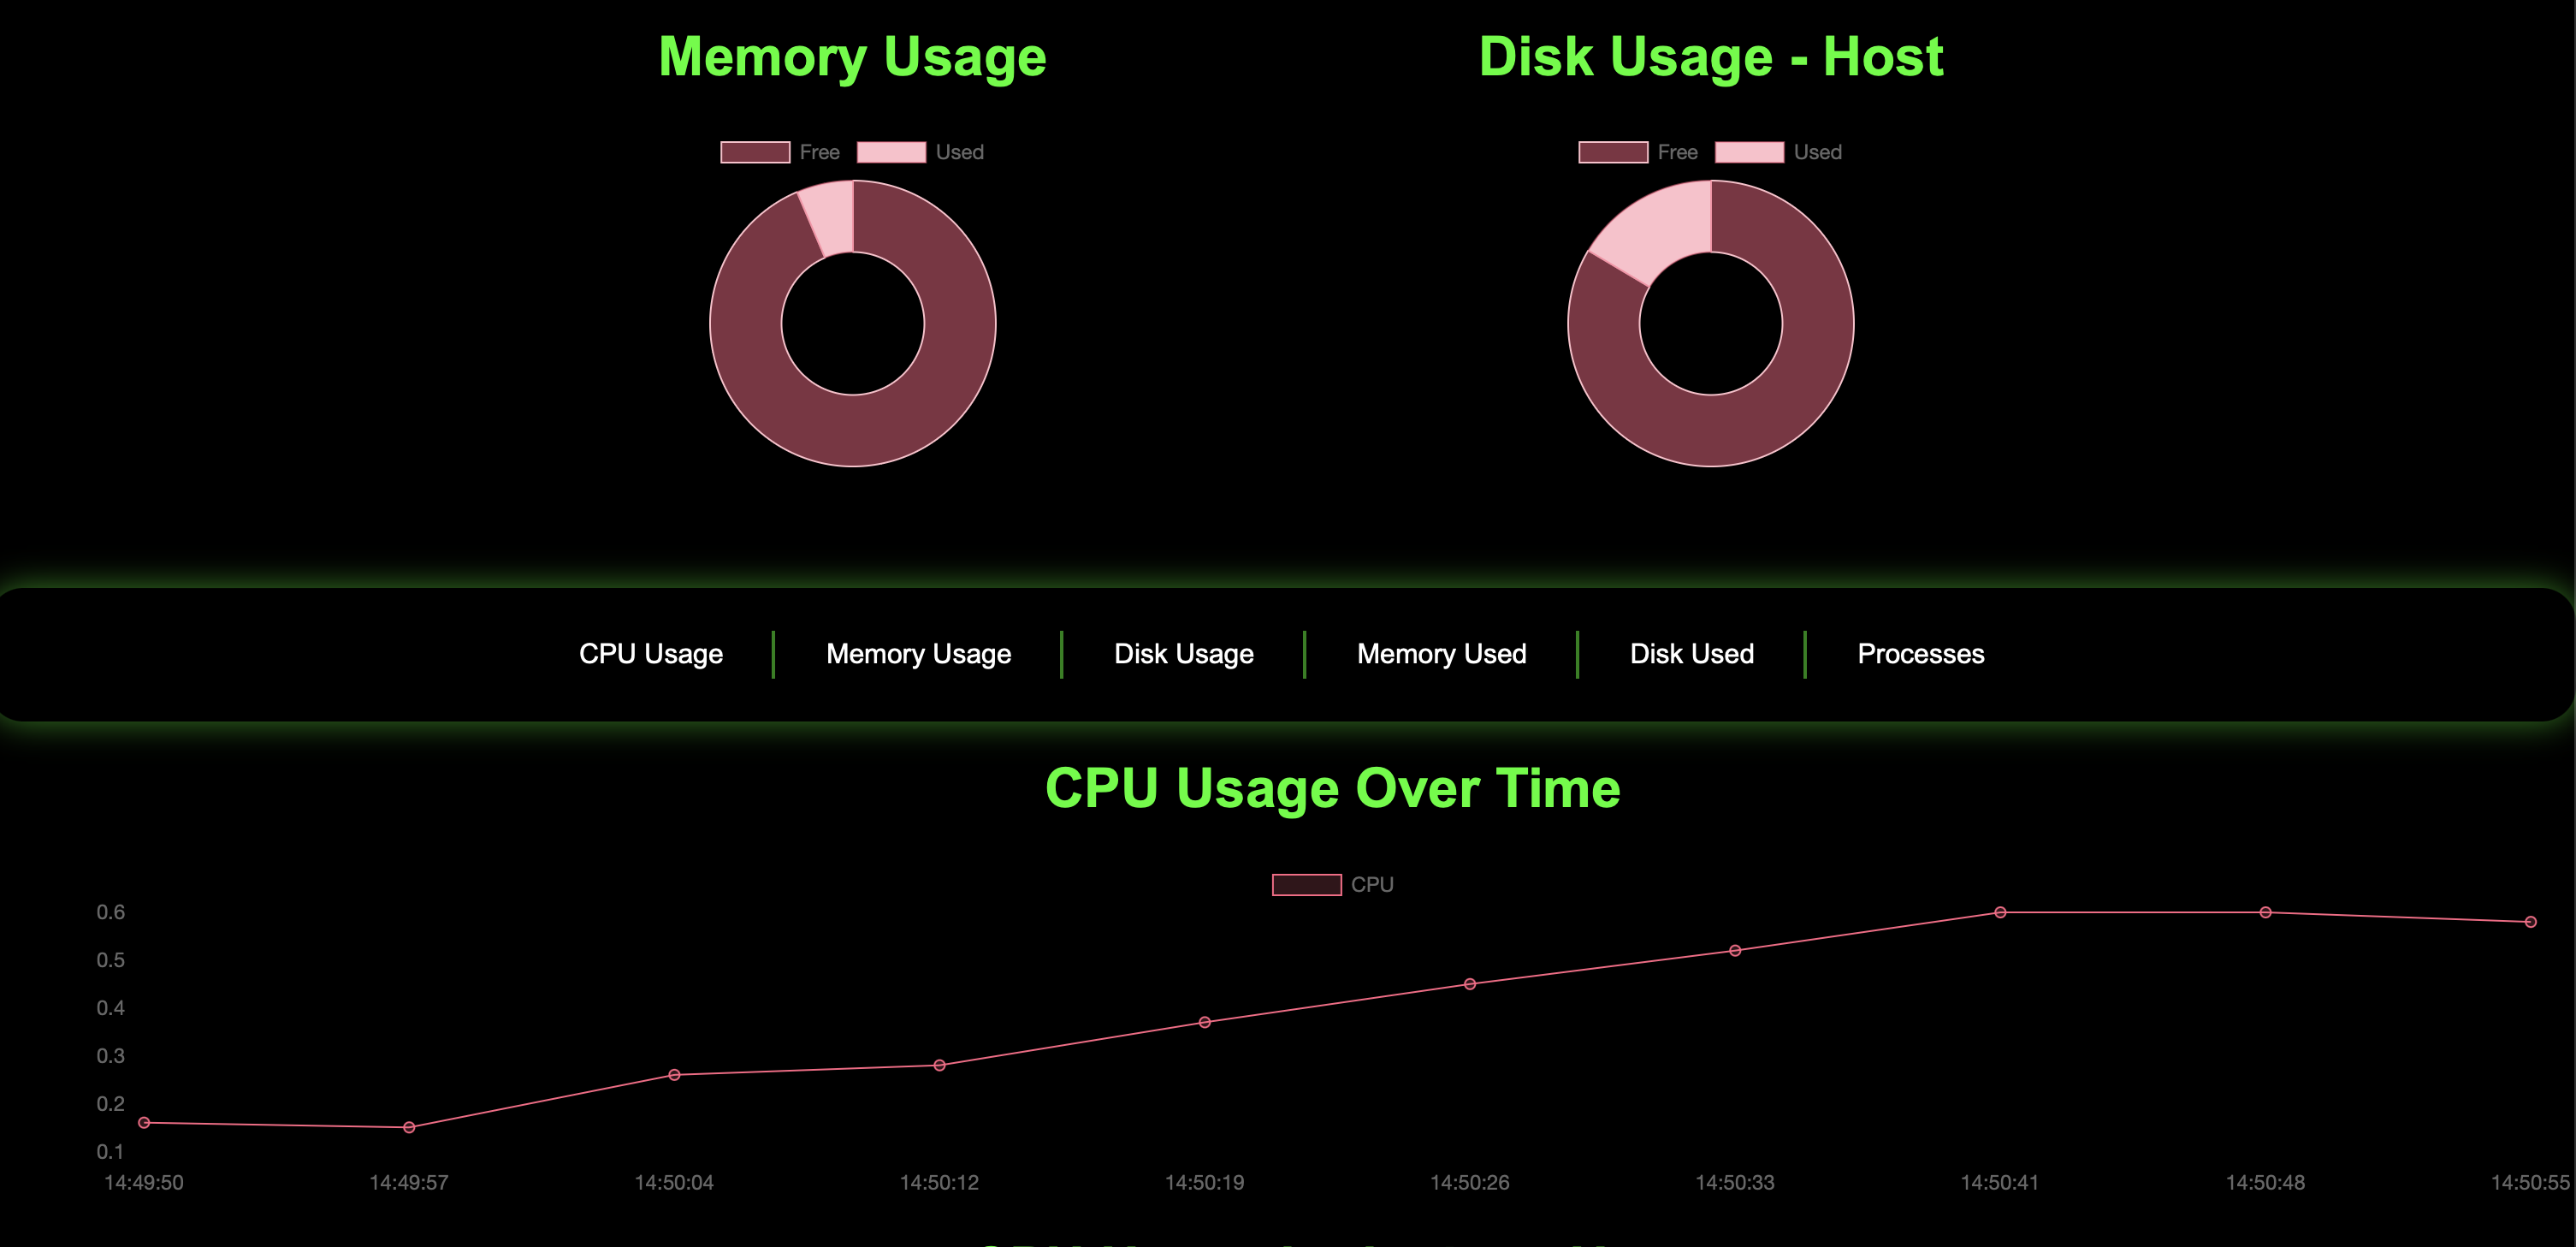 Memory Usage
Disk Usage - Host
Free Used
Free Used
CPU Usage Memory Usage Disk Usage Memory Used Disk Used Processes
CPU Usage Over Time
CPU
0.6
0.5
0.4
0.3
0.2
0.1
14:49:50 14:49:57 14:50:04 14:50:12 14:50:19 14:50:26 14:50:33 14:50:41 14:50:48 14:50:55